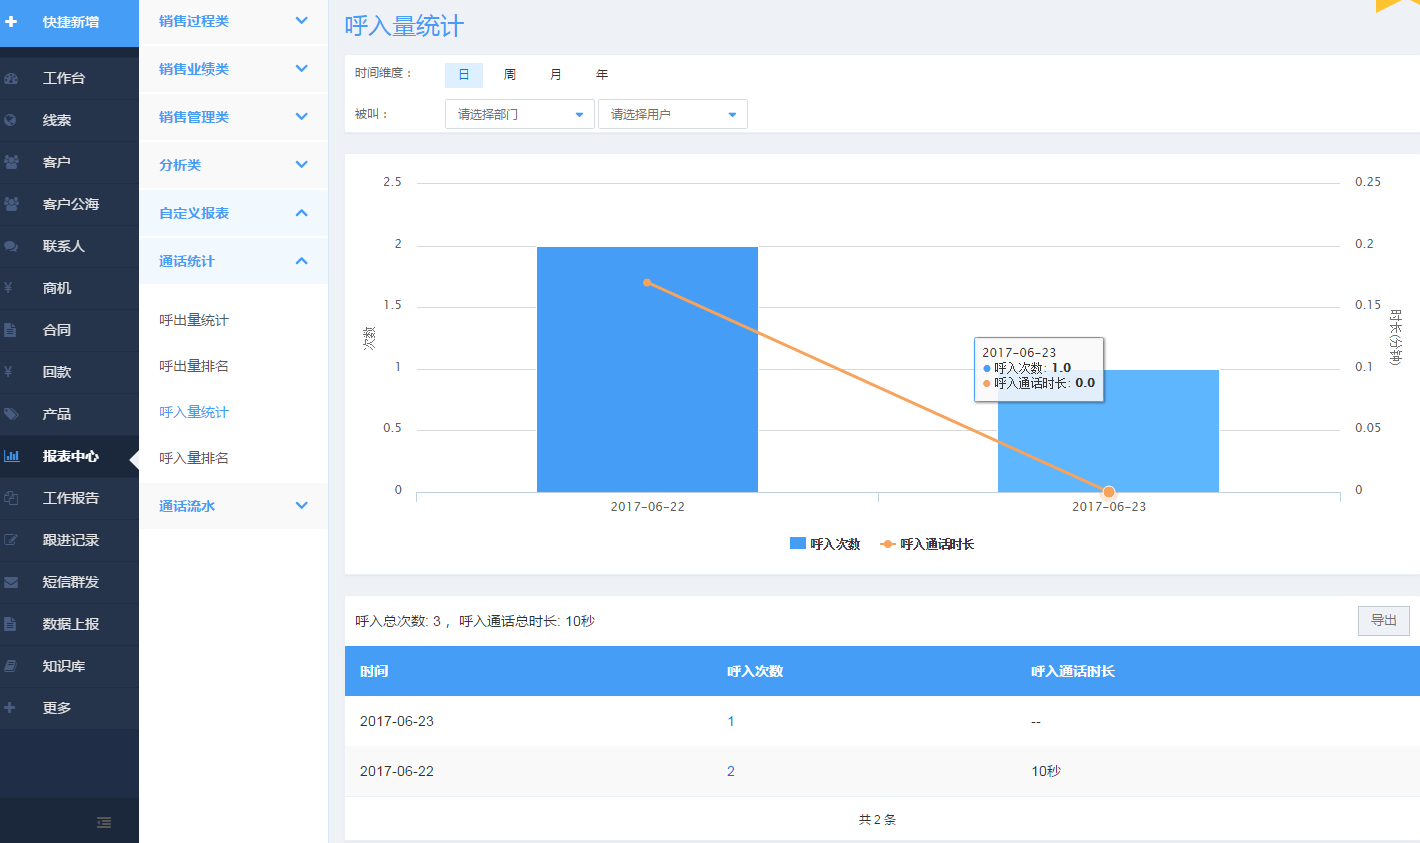 快捷新增
工作台
线索
客户
客户公海
联系人
商机
合同
回款
产品
报表中心
工作报告
跟进记录
短信群发
数据上报
知识库
更多
销售过程类
销售业绩类
销售管理类
分析类
自定义报表
通话统计
呼出量统计
呼出量排名
呼入量统计
呼入量排名
通话流水
呼入量统计
时间维度： 日 周 月 年
被叫： 请选择部门 请选择用户
2.5 0.25
2 0.2
1.5 0.15
1 0.1
0.5 0.05
0 0
次数
时长(分钟)
2017-06-23
呼入次数: 1.0
呼入通话时长: 0.0
2017-06-22 2017-06-23
呼入次数 呼入通话时长
呼入总次数: 3 ，呼入通话总时长: 10秒 导出
时间 呼入次数 呼入通话时长
2017-06-23 1 --
2017-06-22 2 10秒
共 2 条